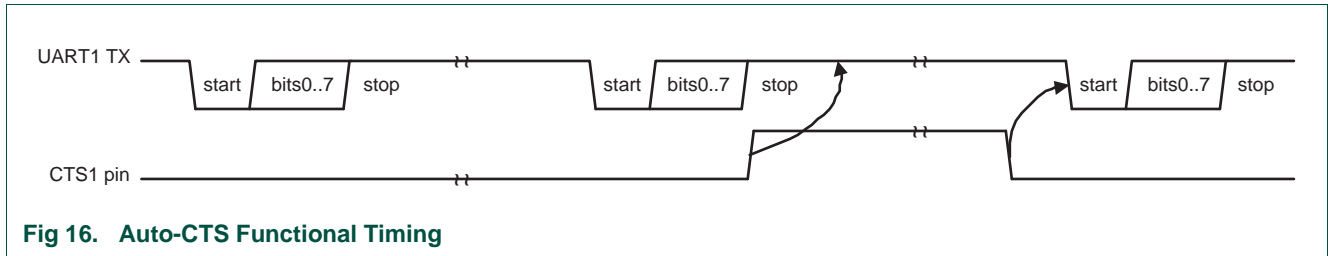 UART1 TX
start bits0..7 stop start bits0..7 stop start bits0..7 stop
CTS1 pin
Fig 16. Auto-CTS Functional Timing